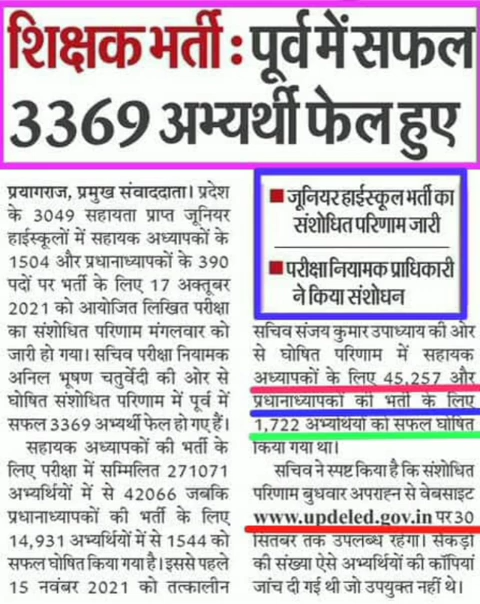 शिक्षक भर्ती : पूर्व में सफल
3369 अभ्यर्थी फेल हुए
प्रयागराज, प्रमुख संवाददाता। प्रदेश
के 3049 सहायता प्राप्त जूनियर
हाईस्कूलों में सहायक अध्यापकों के
1504 और प्रधानाध्यापकों के 390
पदों पर भर्ती के लिए 17 अक्तूबर
2021 को आयोजित लिखित परीक्षा
का संशोधित परिणाम मंगलवार को
जारी हो गया। सचिव परीक्षा नियामक
अनिल भूषण चतुर्वेदी की ओर से
घोषित संशोधित परिणाम में पूर्व में
सफल 3369 अभ्यर्थी फेल हो गए हैं।
सहायक अध्यापकों की भर्ती के
लिए परीक्षा में सम्मिलित 271071
अभ्यर्थियों में से 42066 जबकि
प्रधानाध्यापकों की भर्ती के लिए
14,931 अभ्यर्थियों में से 1544 को
सफल घोषित किया गया है। इससे पहले
15 नवंबर 2021 को तत्कालीन
जूनियर हाईस्कूल भर्ती का
संशोधित परिणाम जारी
परीक्षा नियामक प्राधिकारी
ने किया संशोधन
सचिव संजय कुमार उपाध्याय की ओर
से घोषित परिणाम में सहायक
अध्यापकों के लिए 45,257 और
प्रधानाध्यापकों की भर्ती के लिए
1,722 अभ्यर्थियों को सफल घोषित
किया गया था।
सचिव ने स्पष्ट किया है कि संशोधित
परिणाम बुधवार अपराह्न से वेबसाइट
www.updeled.gov.in पर 30
सितंबर तक उपलब्ध रहेगा। सैकड़ों
की संख्या ऐसे अभ्यर्थियों की कॉपियां
जांच दी गई थी जो उपयुक्त नहीं थे।